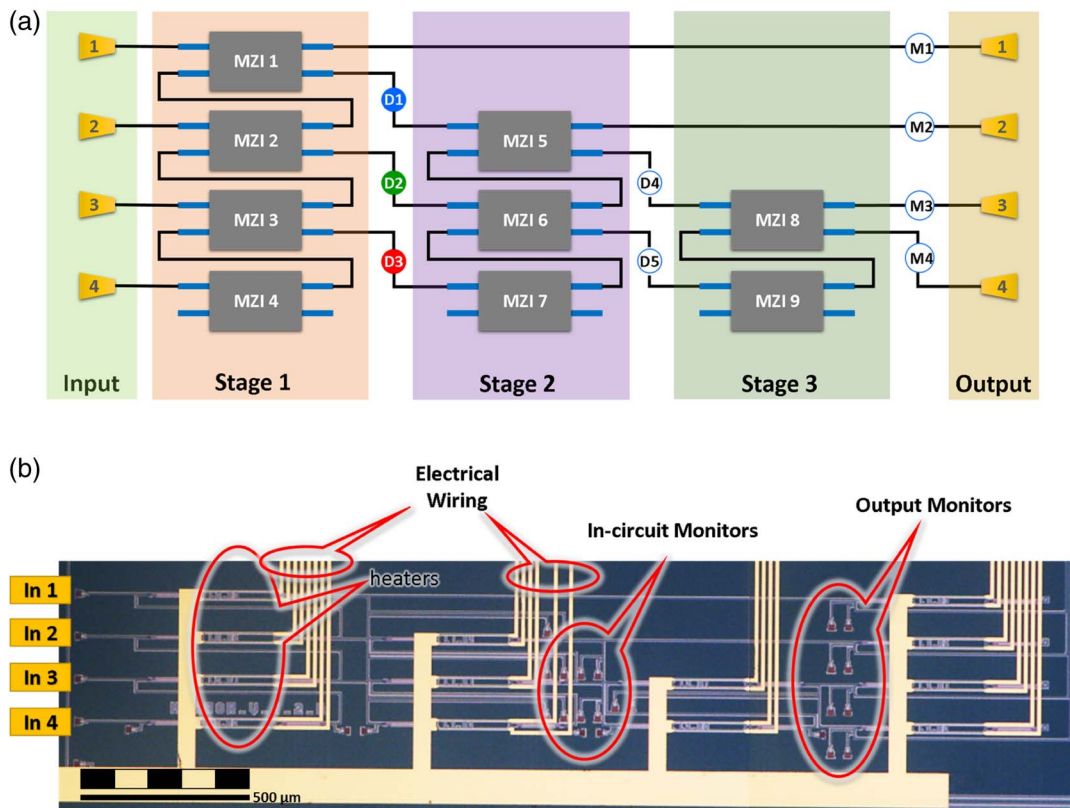 (a)
1
MZI 1
M1
1
D1
2
MZI 2
MZI 5
M2
2
D2
D4
3
MZI 3
MZI 6
MZI 8
M3
3
D3
D5
M4
4
MZI 4
MZI 7
MZI 9
4
Input
Stage 1
Stage 2
Stage 3
Output
(b)
Electrical
Wiring
In-circuit Monitors
Output Monitors
heaters
In 1
In 2
In 3
In 4
500 µm